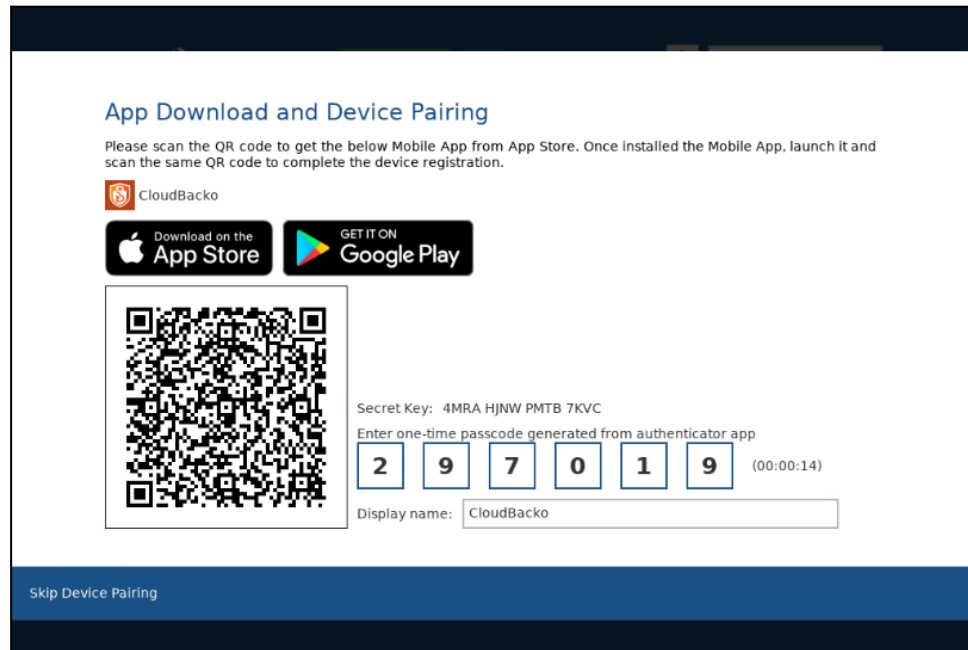 App Download and Device Pairing
Please scan the QR code to get the below Mobile App from App Store. Once installed the Mobile App, launch it and
scan the same QR code to complete the device registration.
CloudBacko
Download on the
App Store
GET IT ON
Google Play
Secret Key: 4MRA HJNW PMTB 7KVC
Enter one-time passcode generated from authenticator app
2 9 7 0 1 9 (00:00:14)
Display name: CloudBacko
Skip Device Pairing